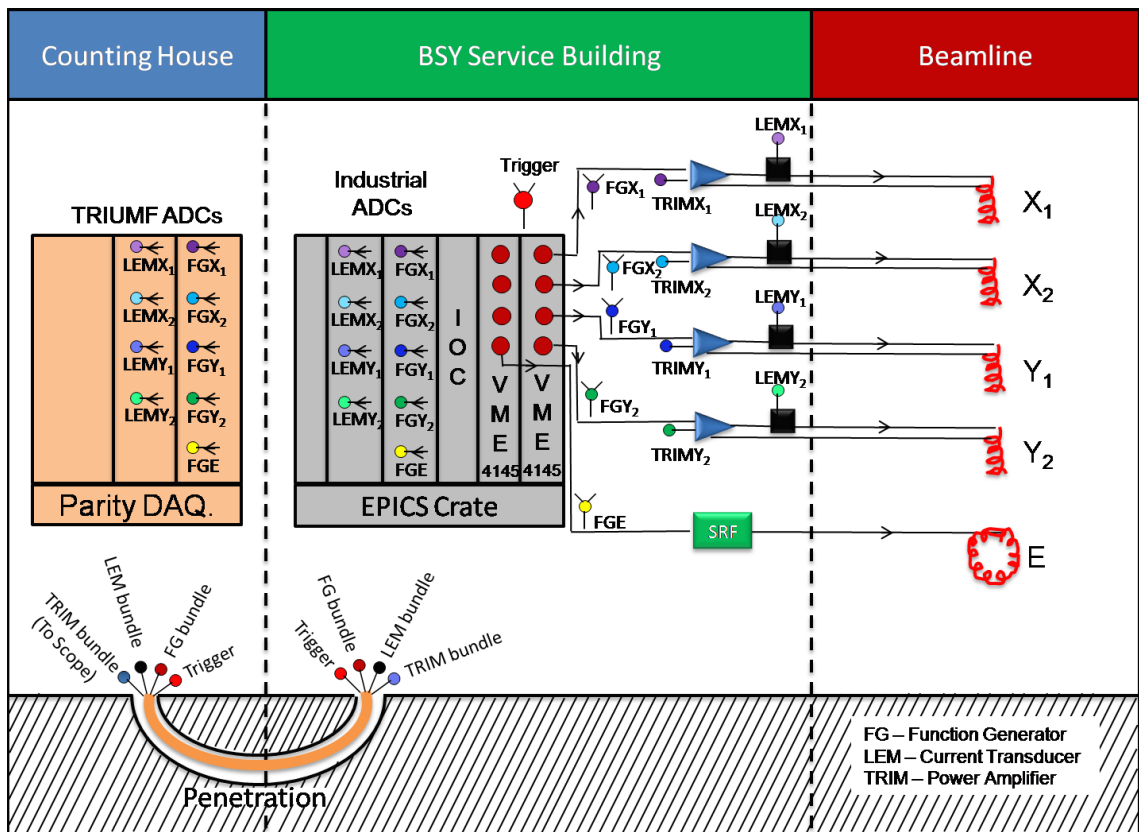 Counting House
BSY Service Building
Beamline
TRIUMF ADCs
LEMX1
FGX1
LEMX2
FGX2
LEMY1
FGY1
LEMY2
FGY2
FGE
Parity DAQ.
Industrial
ADCs
Trigger
LEMX1
FGX1
LEMX2
FGX2
LEMY1
FGY1
LEMY2
FGY2
FGE
I
O
C
V
M
E
4145
V
M
E
4145
EPICS Crate
FGX1
TRIMX1
LEMX1
X1
FGX2
TRIMX2
LEMX2
X2
FGY1
TRIMY1
LEMY1
Y1
FGY2
TRIMY2
LEMY2
Y2
FGE
SRF
E
TRIM bundle
(To Scope)
LEM bundle
FG bundle
Trigger
Trigger
FG bundle
LEM bundle
TRIM bundle
Penetration
FG – Function Generator
LEM – Current Transducer
TRIM – Power Amplifier